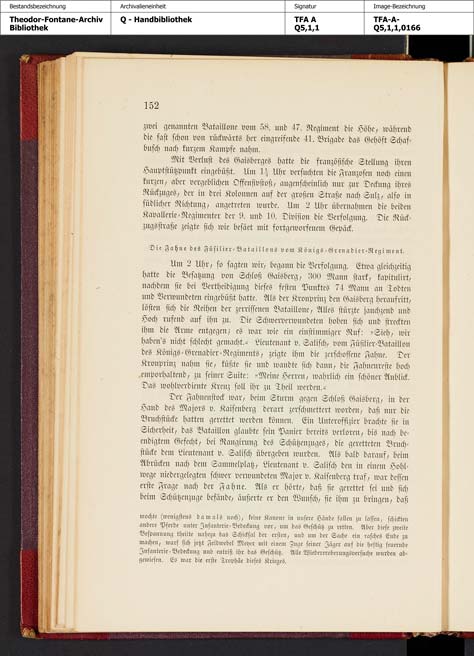 Bestandsbezeichnung
Archivalieneinheit
Signatur
Image-Bezeichnung
Theodor-Fontane-Archiv
Bibliothek
Q - Handbibliothek
TFA A
Q5,1,1
TFA-A-
Q5,1,1,0166
152
zwei genannten Bataillone vom 58. und 47. Regiment die Höhe, während
die fast schon von rückwärts her eingreifende 41. Brigade das Gehöft Schaf-
busch nach kurzem Kampfe nahm.
Mit Verlust des Gaisberges hatte die französische Stellung ihren
Hauptstützpunkt eingebüßt. Um 1½ Uhr versuchten die Franzosen noch einen
kurzen, aber vergeblichen Offensivstoß, augenscheinlich nur zur Deckung ihres
Rückzuges, der in drei Kolonnen auf der großen Straße nach Sulz, also in
südlicher Richtung, angetreten wurde. Um 2 Uhr übernahmen die beiden
Kavallerie-Regimenter der 9. und 10. Division die Verfolgung. Die Rück-
zugsstraße zeigte sich wie besäet mit fortgeworfenem Gepäck.
Die Fahne des Füsilier-Bataillons vom Königs-Grenadier-Regiment.
Um 2 Uhr, so sagten wir, begann die Verfolgung. Etwa gleichzeitig
hatte die Besatzung von Schloß Gaisberg, 300 Mann stark, kapitulirt,
nachdem sie bei Vertheidigung dieses festen Punktes 74 Mann an Todten
und Verwundeten eingebüßt hatte. Als der Kronprinz den Gaisberg heraufritt,
lösten sich die Reihen der zerrissenen Bataillone, Alles stürzte jauchzend und
Hoch rufend auf ihn zu. Die Schwerverwundeten hoben sich und streckten
ihm die Arme entgegen; es war wie ein einstimmiger Ruf: »Sieh, wir
haben's nicht schlecht gemacht.« Lieutenant v. Salisch, vom Füsilier-Bataillon
des Königs-Grenadier-Regiments, zeigte ihm die zerschossene Fahne. Der
Kronprinz nahm sie, küßte sie und wandte sich dann, die Fahnenreste hoch
emporhaltend, zu seiner Suite: »Meine Herren, wahrlich ein schöner Anblick.
Das wohlverdiente Kreuz soll ihr zu Theil werden.«
Der Fahnenstock war, beim Sturm gegen Schloß Gaisberg, in der
Hand des Majors v. Kaisenberg derart zerschmettert worden, daß nur die
Bruchstücke hatten gerettet werden können. Ein Unteroffizier brachte sie in
Sicherheit, das Bataillon glaubte sein Panier bereits verloren, bis nach be-
endigtem Gefecht, bei Rangirung des Schützenzuges, die geretteten Bruch-
stücke dem Lieutenant v. Salisch übergeben wurden. Als bald darauf, beim
Abrücken nach dem Sammelplatz, Lieutenant v. Salisch den in einem Hohl-
wege niedergelegten schwer verwundeten Major v. Kaisenberg traf, war dessen
erste Frage nach der Fahne. Als er hörte, daß sie gerettet sei und sich
beim Schützenzuge befände, äußerte er den Wunsch, sie ihm zu bringen, daß
mochte (wenigstens damals noch), seine Kanone in unsere Hände fallen zu lassen, schickten
andere Pferde unter Infanterie-Bedeckung vor, um das Geschütz zu retten. Aber diese zweite
Bespannung theilte nahezu das Schicksal der ersten, und um der Sache ein rasches Ende zu
machen, warf sich jetzt Feldwebel Meyer mit einem Zuge seiner Jäger auf die heftig feuernde
Infanterie-Bedeckung und entriß ihr das Geschütz. Alle Wiedereroberungsversuche wurden ab-
gewiesen. Es war die erste Trophäe dieses Krieges.